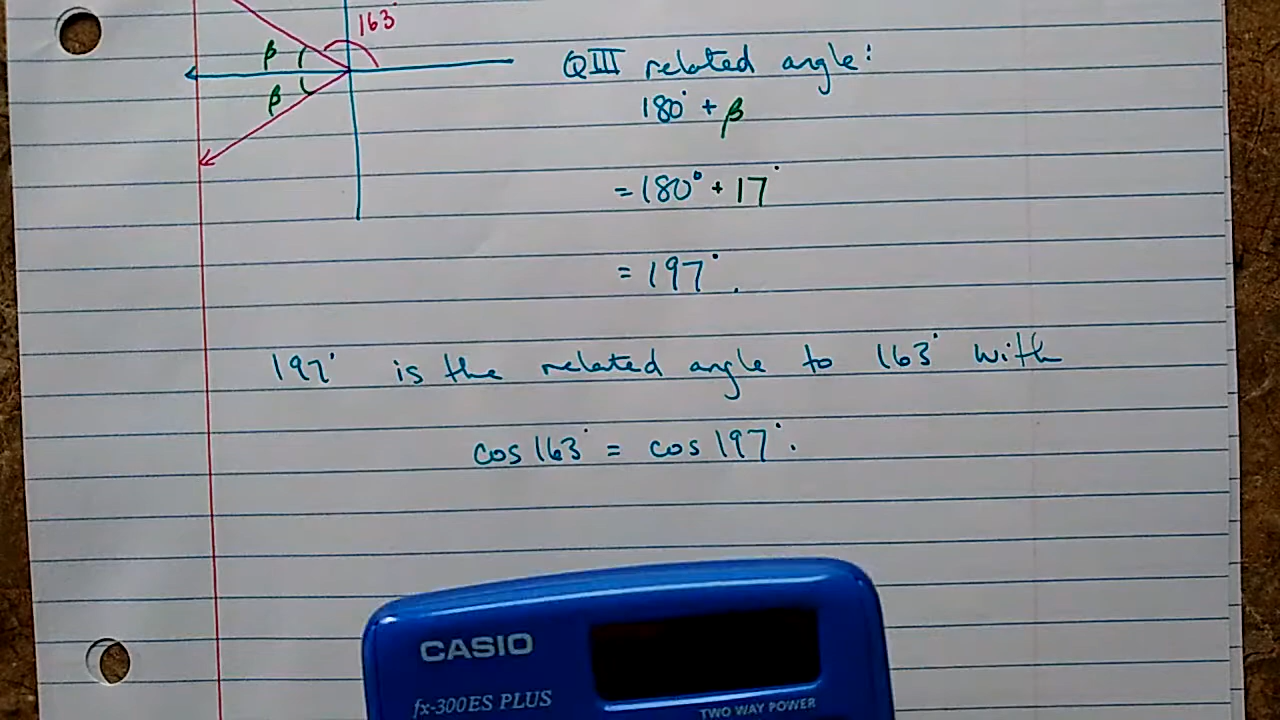 163°
β
β
QIII related angle:
180° + β
= 180° + 17°
= 197°.
197° is the related angle to 163° with
cos 163° = cos 197°.
CASIO
fx-300ES PLUS
TWO WAY POWER